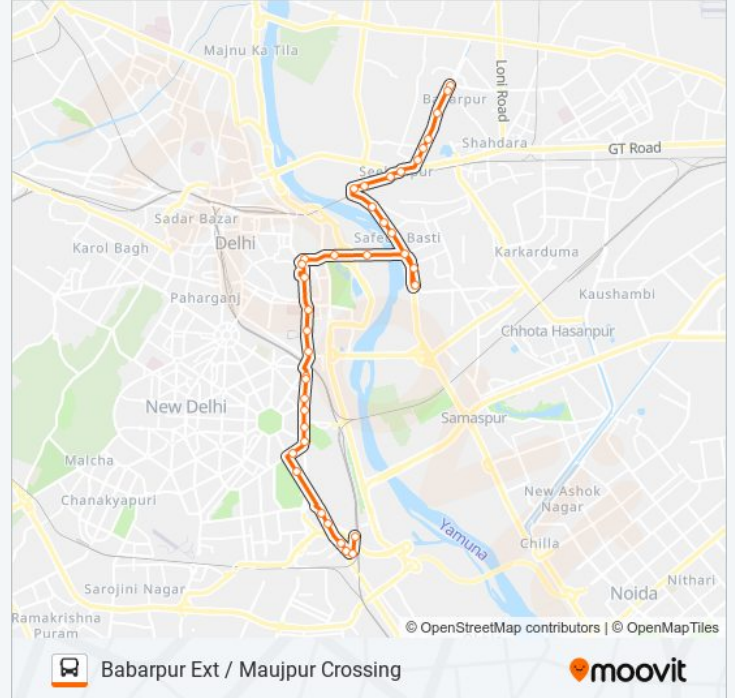 Majnu Ka Tila
Loni Road
Babarpur
Shahdara
GT Road
Seelampur
Sadar Bazar
Delhi
Safeda Basti
Karol Bagh
Karkarduma
Paharganj
Kaushambi
Chhota Hasanpur
New Delhi
Samaspur
Malcha
Chanakyapuri
New Ashok
Nagar
Yamuna
Chilla
Sarojini Nagar
Nithari
Noida
Ramakrishna
Puram
© OpenStreetMap contributors | © OpenMapTiles
Babarpur Ext / Maujpur Crossing
moovit